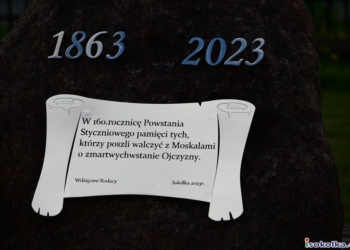 1863 2023
W 160.rocznicę Powstania
Styczniowego pamięci tych,
którzy poszli walczyć z Moskalami
o zmartwychwstanie Ojczyzny.
Wdzięczni Rodacy Sokółka 2023r.
isokolka.eu